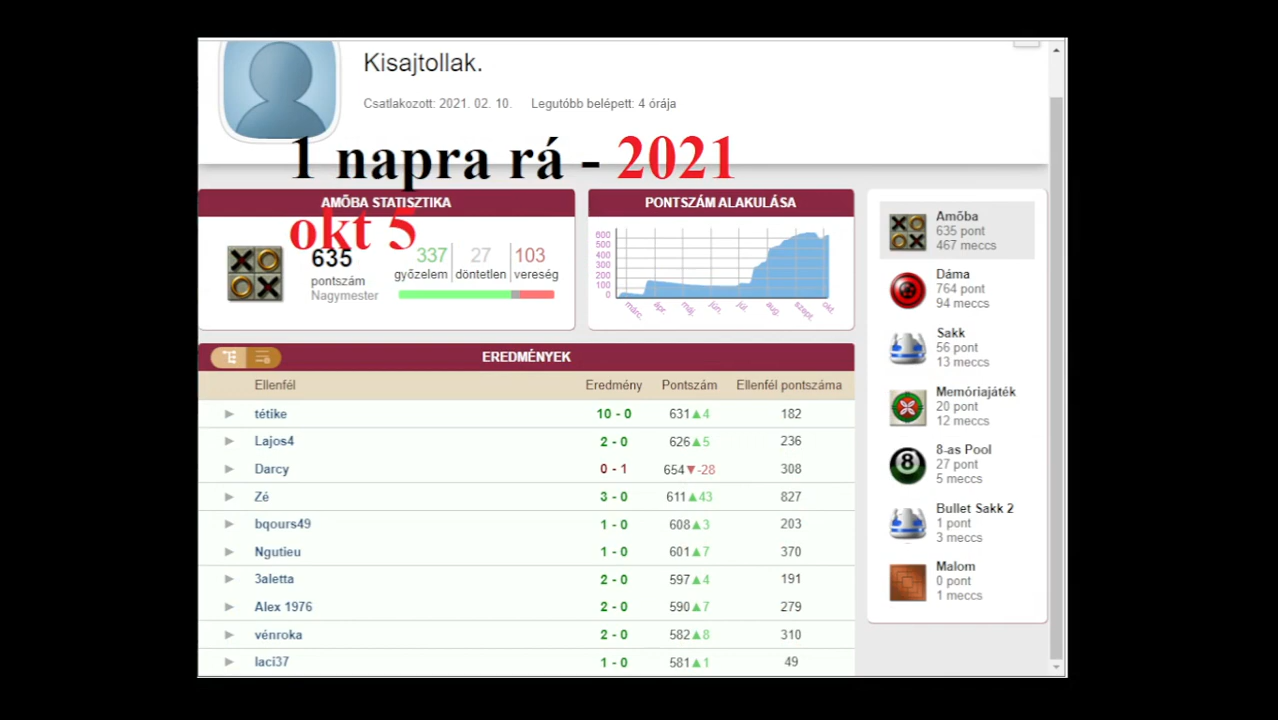 Kisajtollak.
Csatlakozott: 2021. 02. 10. Legutóbb belépett: 4 órája
1 napra rá - 2021
okt 5
AMŐBA STATISZTIKA
635
pontszám
Nagymester
337 27 103
győzelem döntetlen vereség
PONTSZÁM ALAKULÁSA
600
500
400
300
200
100
0
márc. ápr. máj. jún. júl. aug. szept. okt.
EREDMÉNYEK
Ellenfél Eredmény Pontszám Ellenfél pontszáma
tétike 10 - 0 631▲4 182
Lajos4 2 - 0 626▲5 236
Darcy 0 - 1 654▼-28 308
Zé 3 - 0 611▲43 827
bqours49 1 - 0 608▲3 203
Ngutieu 1 - 0 601▲7 370
3aletta 2 - 0 597▲4 191
Alex 1976 2 - 0 590▲7 279
vénroka 2 - 0 582▲8 310
laci37 1 - 0 581▲1 49
Amőba
635 pont
467 meccs
Dáma
764 pont
94 meccs
Sakk
56 pont
13 meccs
Memóriajáték
20 pont
12 meccs
8
8-as Pool
27 pont
5 meccs
Bullet Sakk 2
1 pont
3 meccs
Malom
0 pont
1 meccs